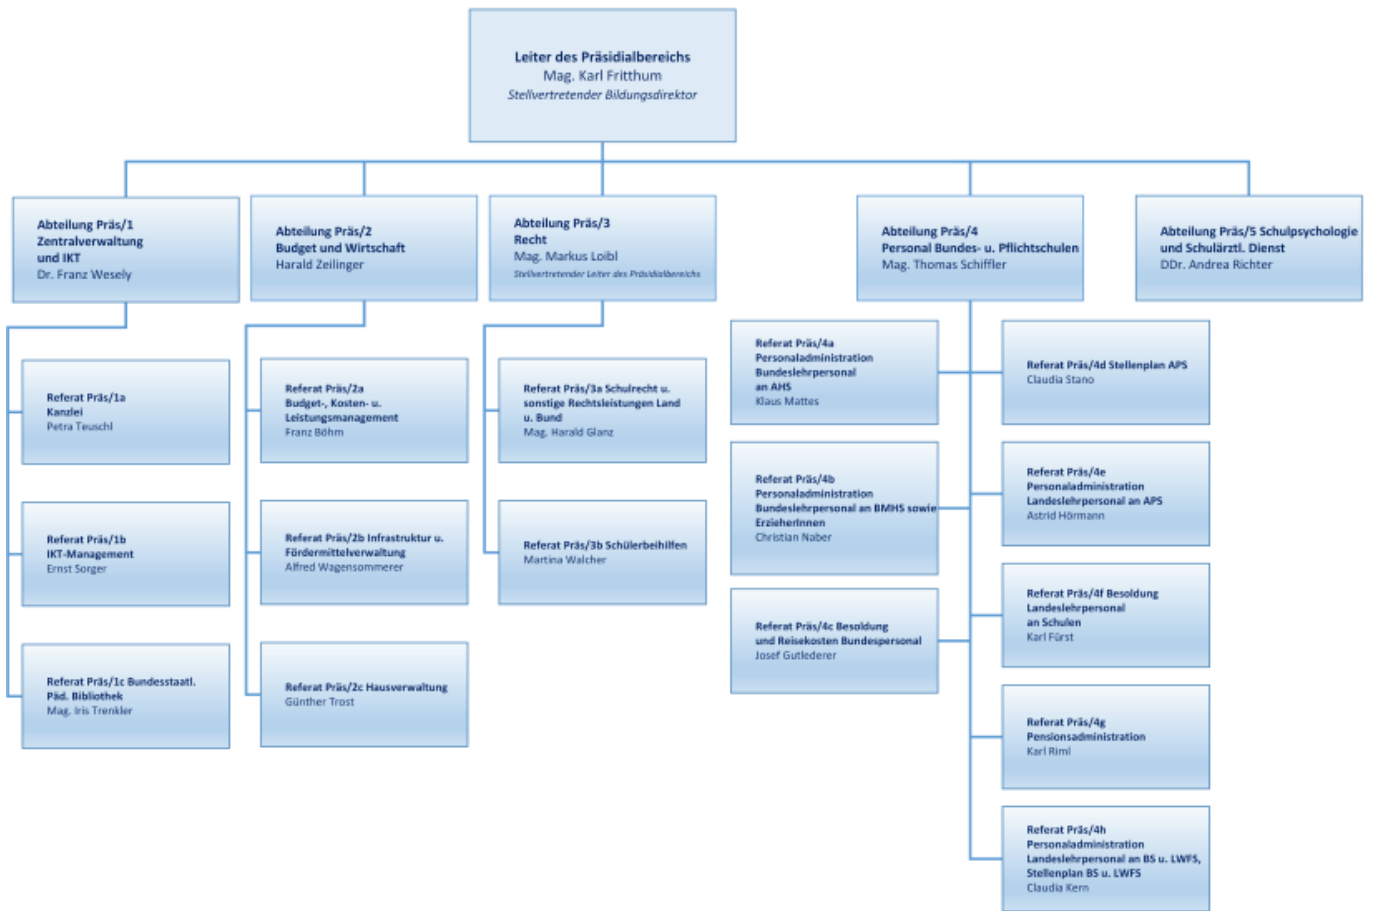 Leiter des Präsidialbereichs
Mag. Karl Fritthum
Stellvertretender Bildungsdirektor
Abteilung Präs/1
Zentralverwaltung
und IKT
Dr. Franz Wesely
Abteilung Präs/2
Budget und Wirtschaft
Harald Zeilinger
Abteilung Präs/3
Recht
Mag. Markus Loibl
Stellvertretender Leiter des Präsidialbereichs
Abteilung Präs/4
Personal Bundes- u. Pflichtschulen
Mag. Thomas Schiffler
Abteilung Präs/5 Schulpsychologie
und Schulärztl. Dienst
DDr. Andrea Richter
Referat Präs/1a
Kanzlei
Petra Teuschl
Referat Präs/1b
IKT-Management
Ernst Sorger
Referat Präs/1c Bundesstaatl.
Päd. Bibliothek
Mag. Iris Trenkler
Referat Präs/2a
Budget-, Kosten- u.
Leistungsmanagement
Franz Böhm
Referat Präs/2b Infrastruktur u.
Fördermittelverwaltung
Alfred Wagensommerer
Referat Präs/2c Hausverwaltung
Günther Trost
Referat Präs/3a Schulrecht u.
sonstige Rechtsleistungen Land
u. Bund
Mag. Harald Glanz
Referat Präs/3b Schülerbeihilfen
Martina Walcher
Referat Präs/4a
Personaladministration
Bundeslehrpersonal
an AHS
Klaus Mattes
Referat Präs/4b
Personaladministration
Bundeslehrpersonal an BMHS sowie
ErzieherInnen
Christian Naber
Referat Präs/4c Besoldung
und Reisekosten Bundespersonal
Josef Gutlederer
Referat Präs/4d Stellenplan APS
Claudia Stano
Referat Präs/4e
Personaladministration
Landeslehrpersonal an APS
Astrid Hörmann
Referat Präs/4f Besoldung
Landeslehrpersonal
an Schulen
Karl Fürst
Referat Präs/4g
Pensionsadministration
Karl Riml
Referat Präs/4h
Personaladministration
Landeslehrpersonal an BS u. LWFS,
Stellenplan BS u. LWFS
Claudia Kern